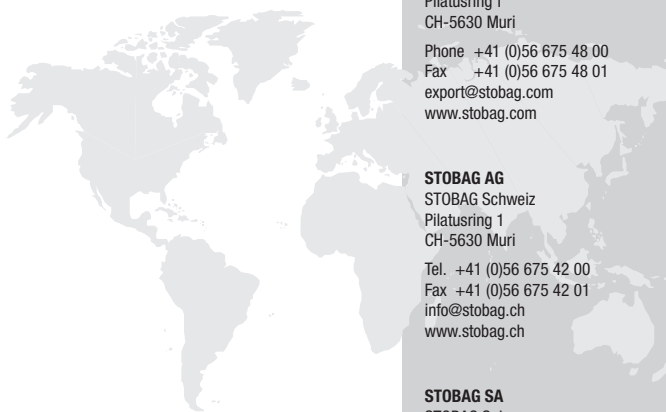 Pilatusring 1
CH-5630 Muri
Phone +41 (0)56 675 48 00
Fax +41 (0)56 675 48 01
export@stobag.com
www.stobag.com
STOBAG AG
STOBAG Schweiz
Pilatusring 1
CH-5630 Muri
Tel. +41 (0)56 675 42 00
Fax +41 (0)56 675 42 01
info@stobag.ch
www.stobag.ch
STOBAG SA